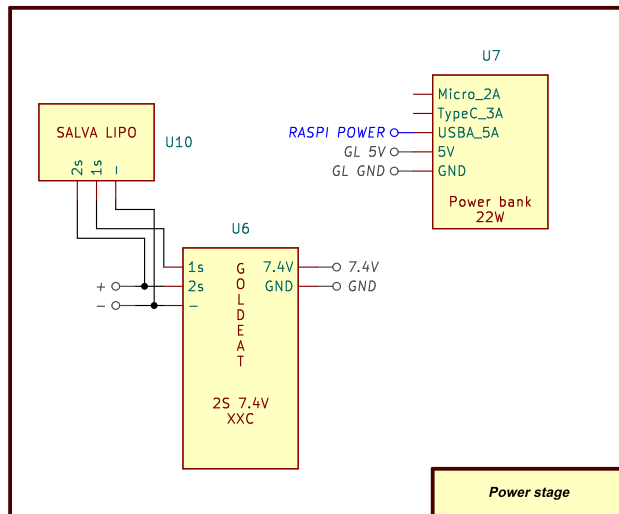 U7
Micro_2A
TypeC_3A
RASPI POWER USBA_5A
GL 5V 5V
GL GND GND
Power bank
22W
SALVA LIPO
U10
2s 1s –
U6
1s 7.4V 7.4V
+ 2s GND GND
– –
GOLDEAT
2S 7.4V
XXC
Power stage